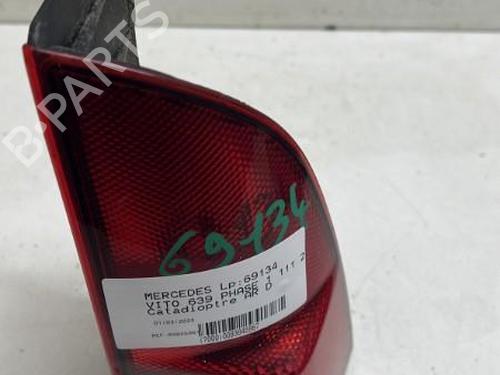 B-PARTS
69134
MERCEDES Lp:69134
VITO 639 PHASE 1 111 2
Catadioptre AR D